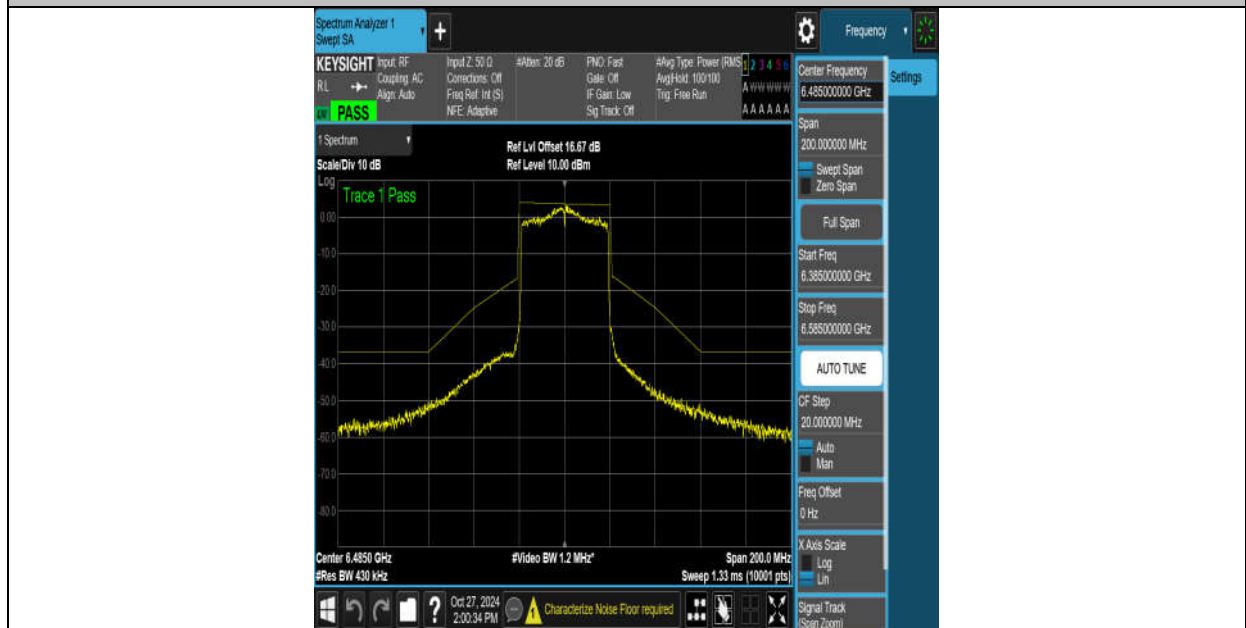 Spectrum Analyzer 1
Swept SA
+
Frequency
KEYSIGHT
RL
PASS
Input: RF
Coupling: AC
Align: Auto
Input Z: 50 Ω
Corrections: Off
Freq Ref: Int (S)
NFE: Adaptive
#Atten: 20 dB
PNO: Fast
Gate: Off
IF Gain: Low
Sig Track: Off
#Avg Type: Power (RMS
Avg|Hold: 100/100
Trig: Free Run
1 2 3 4 5 6
A W W W W W
A A A A A A
1 Spectrum
Scale/Div 10 dB
Ref Lvl Offset 16.67 dB
Ref Level 10.00 dBm
Log
Trace 1 Pass
0.00
-10.0
-20.0
-30.0
-40.0
-50.0
-60.0
-70.0
-80.0
Center 6.4850 GHz
#Res BW 430 kHz
#Video BW 1.2 MHz*
Span 200.0 MHz
Sweep 1.33 ms (10001 pts)
?
Oct 27, 2024
2:00:34 PM
Characterize Noise Floor required
Center Frequency
6.485000000 GHz
Settings
Span
200.000000 MHz
Swept Span
Zero Span
Full Span
Start Freq
6.385000000 GHz
Stop Freq
6.585000000 GHz
AUTO TUNE
CF Step
20.000000 MHz
Auto
Man
Freq Offset
0 Hz
X Axis Scale
Log
Lin
Signal Track
(Span Zoom)